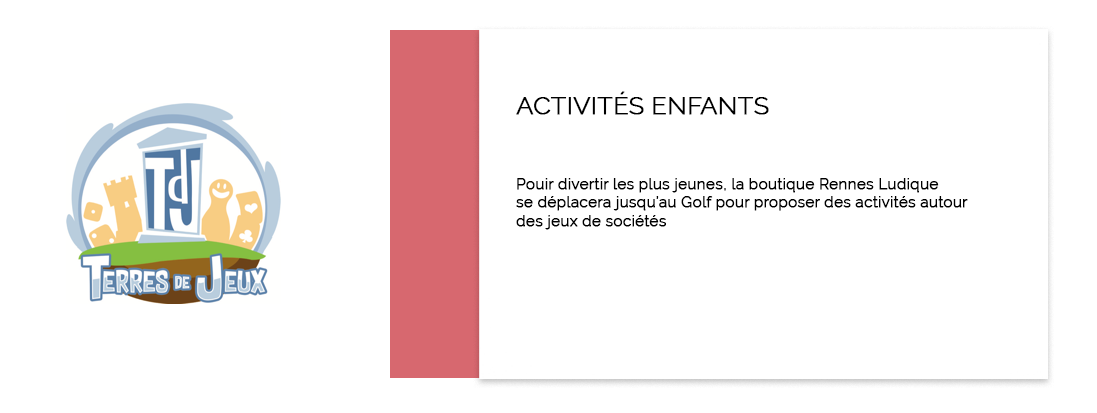 TdJ
TERRES DE JEUX
ACTIVITÉS ENFANTS
Pouir divertir les plus jeunes, la boutique Rennes Ludique
se déplacera jusqu'au Golf pour proposer des activités autour
des jeux de sociétés